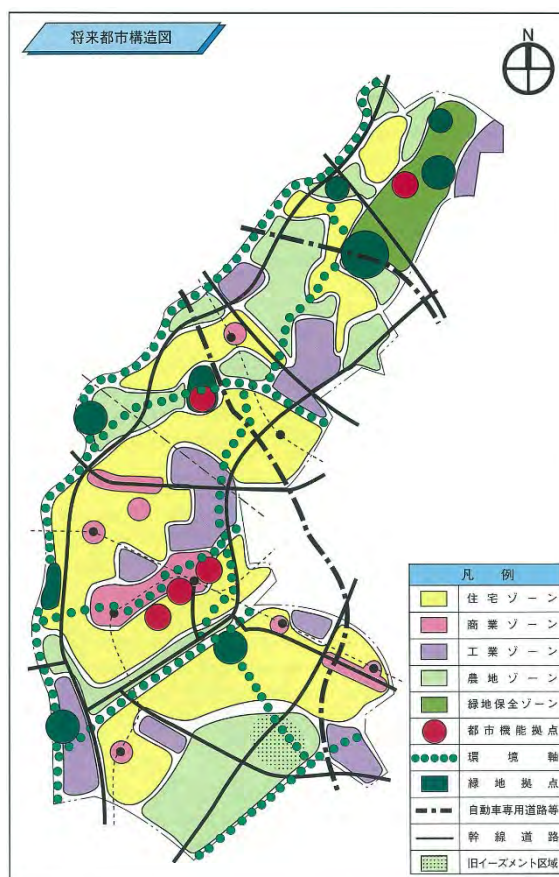 将来都市構造図
N
凡例
住宅ゾーン
商業ゾーン
工業ゾーン
農地ゾーン
緑地保全ゾーン
都市機能拠点
環境軸
緑地拠点
自動車専用道路等
幹線道路
旧イーズメント区域